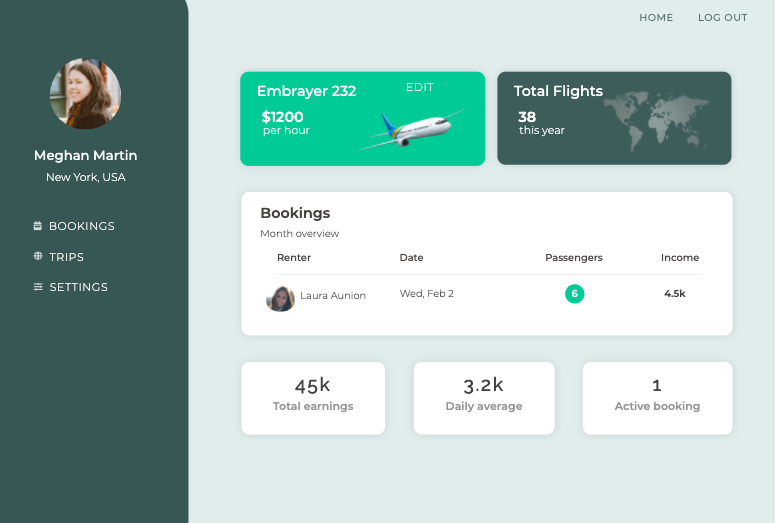 HOME LOG OUT
Meghan Martin
New York, USA
BOOKINGS
TRIPS
SETTINGS
Embrayer 232 EDIT
$1200
per hour
Total Flights
38
this year
Bookings
Month overview
Renter Date Passengers Income
Laura Aunion Wed, Feb 2 6 4.5k
45k
Total earnings
3.2k
Daily average
1
Active booking